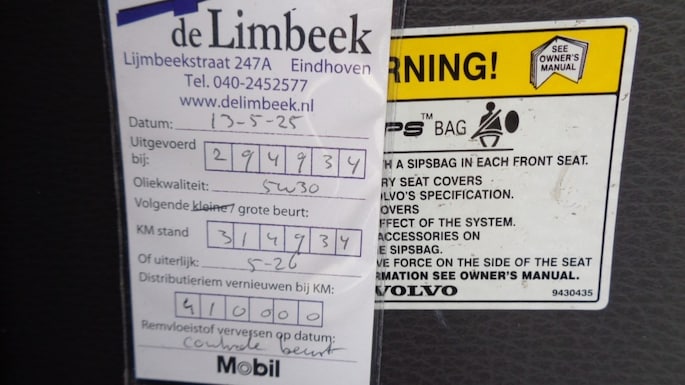 de Limbeek
Lijmbeekstraat 247A Eindhoven
Tel. 040-2452577
www.delimbeek.nl
Datum: 13-5-25
Uitgevoerd
bij: 294934
Oliekwaliteit: 5W30
Volgende kleine / grote beurt:
KM stand 314934
Of uiterlijk: 5-26
Distributieriem vernieuwen bij KM:
410000
Remvloeistof verversen op datum:
controle beurt
Mobil
RNING!
SEE
OWNER'S
MANUAL
PS™ BAG
H A SIPSBAG IN EACH FRONT SEAT.
RY SEAT COVERS
OLVO'S SPECIFICATION.
OVERS
FFECT OF THE SYSTEM.
ACCESSORIES ON
E SIPSBAG.
VE FORCE ON THE SIDE OF THE SEAT
RMATION SEE OWNER'S MANUAL.
VOLVO 9430435